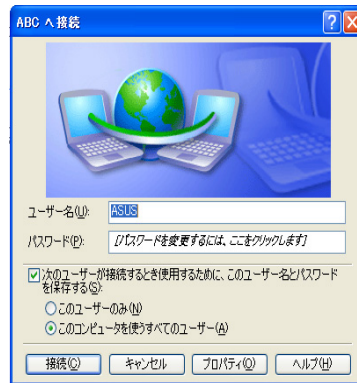 ABC へ接続
ユーザー名(U):
ASUS
パスワード(P):
[パスワードを変更するには、ここをクリックします]
次のユーザーが接続するとき使用するために、このユーザー名とパスワード
を保存する(S):
このユーザーのみ(N)
このコンピュータを使うすべてのユーザー(A)
接続(C)
キャンセル
プロパティ(O)
ヘルプ(H)